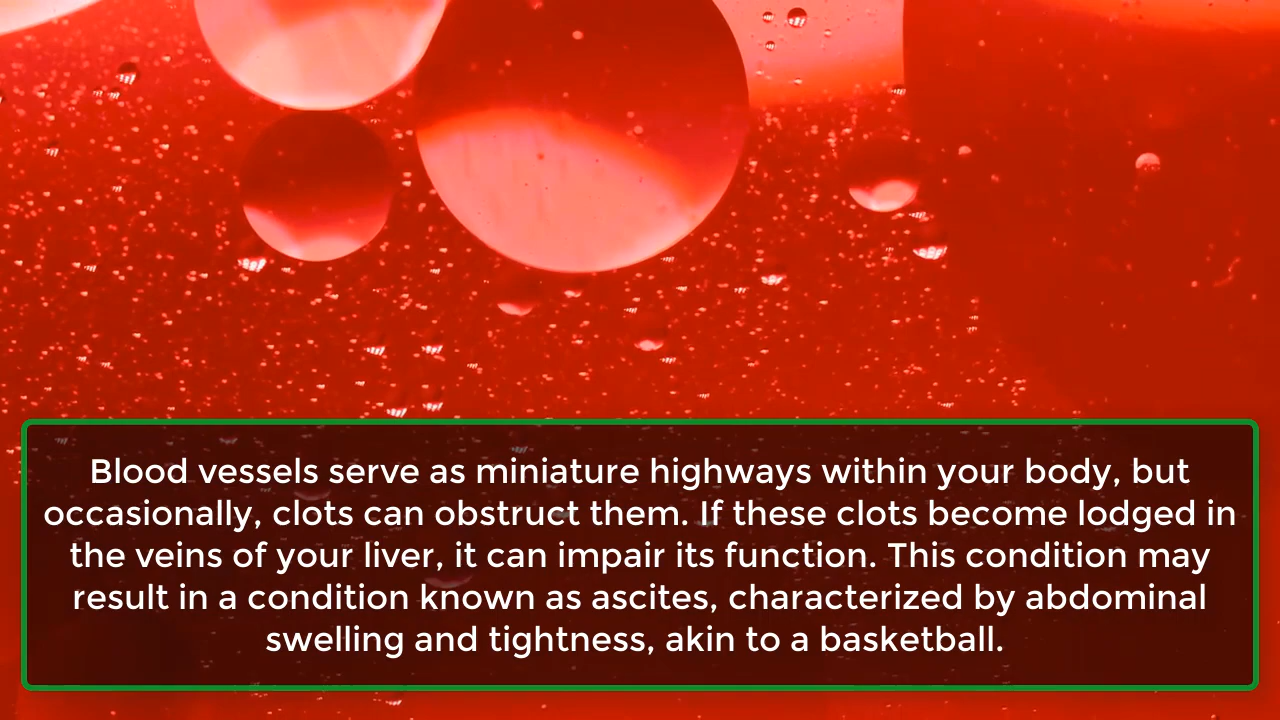 Blood vessels serve as miniature highways within your body, but
occasionally, clots can obstruct them. If these clots become lodged in
the veins of your liver, it can impair its function. This condition may
result in a condition known as ascites, characterized by abdominal
swelling and tightness, akin to a basketball.